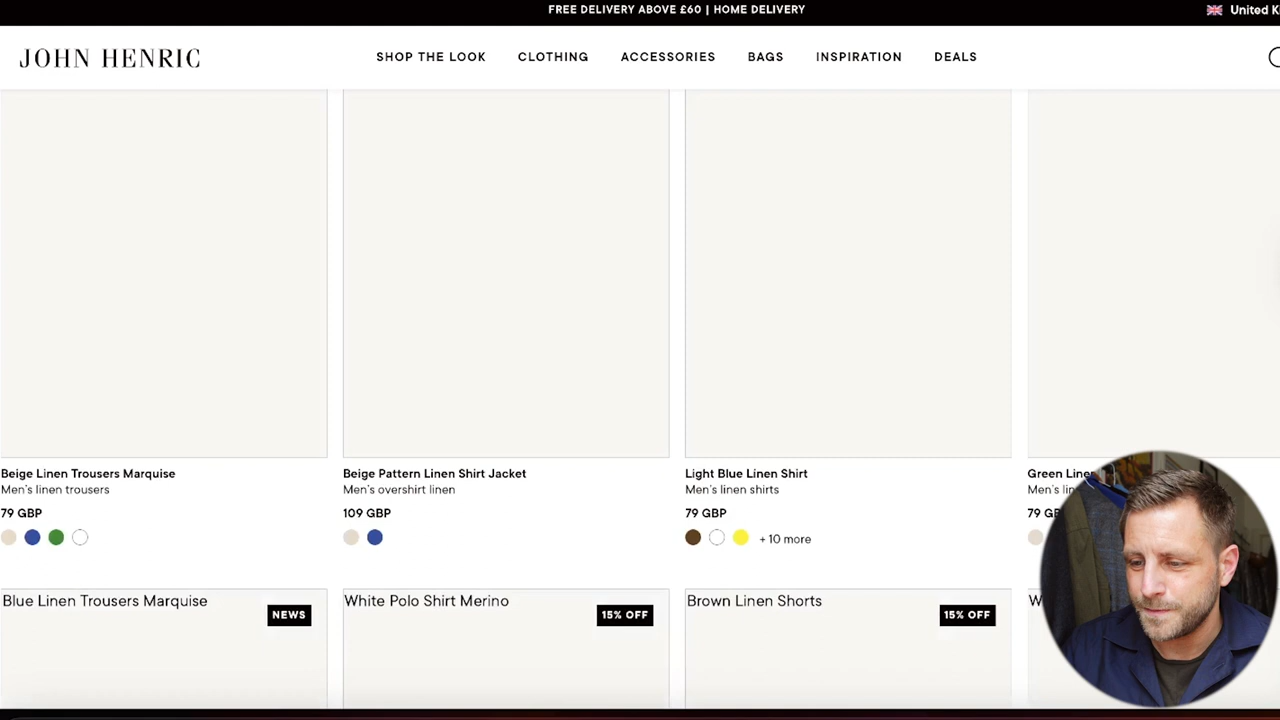 FREE DELIVERY ABOVE £60 | HOME DELIVERY
United K
JOHN HENRIC
SHOP THE LOOK CLOTHING ACCESSORIES BAGS INSPIRATION DEALS
Beige Linen Trousers Marquise
Men's linen trousers
79 GBP
Beige Pattern Linen Shirt Jacket
Men's overshirt linen
109 GBP
Light Blue Linen Shirt
Men's linen shirts
79 GBP
+ 10 more
Green Linen
Men's lin
79 GB
Blue Linen Trousers Marquise
NEWS
White Polo Shirt Merino
15% OFF
Brown Linen Shorts
15% OFF
W